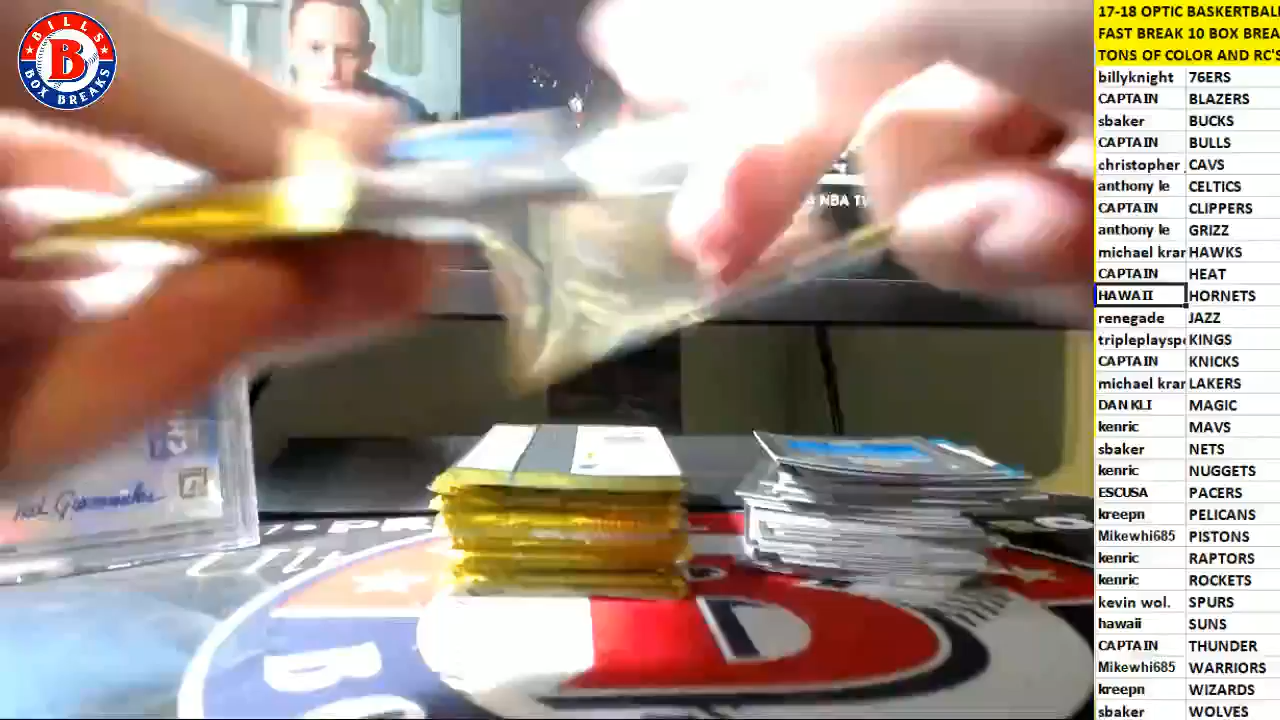 BILLS
B
BOX BREAKS
17-18 OPTIC BASKERTBALL
FAST BREAK 10 BOX BREA
TONS OF COLOR AND RC'S
billyknight 76ERS
CAPTAIN BLAZERS
sbaker BUCKS
CAPTAIN BULLS
christopher CAVS
anthony le CELTICS
CAPTAIN CLIPPERS
anthony le GRIZZ
michael krar HAWKS
CAPTAIN HEAT
HAWAII HORNETS
renegade JAZZ
tripleplayspo KINGS
CAPTAIN KNICKS
michael krar LAKERS
DAN KLI MAGIC
kenric MAVS
sbaker NETS
kenric NUGGETS
ESCUSA PACERS
kreepn PELICANS
Mikewhi685 PISTONS
kenric RAPTORS
kenric ROCKETS
kevin wol. SPURS
hawaii SUNS
CAPTAIN THUNDER
Mikewhi685 WARRIORS
kreepn WIZARDS
sbaker WOLVES
NBA